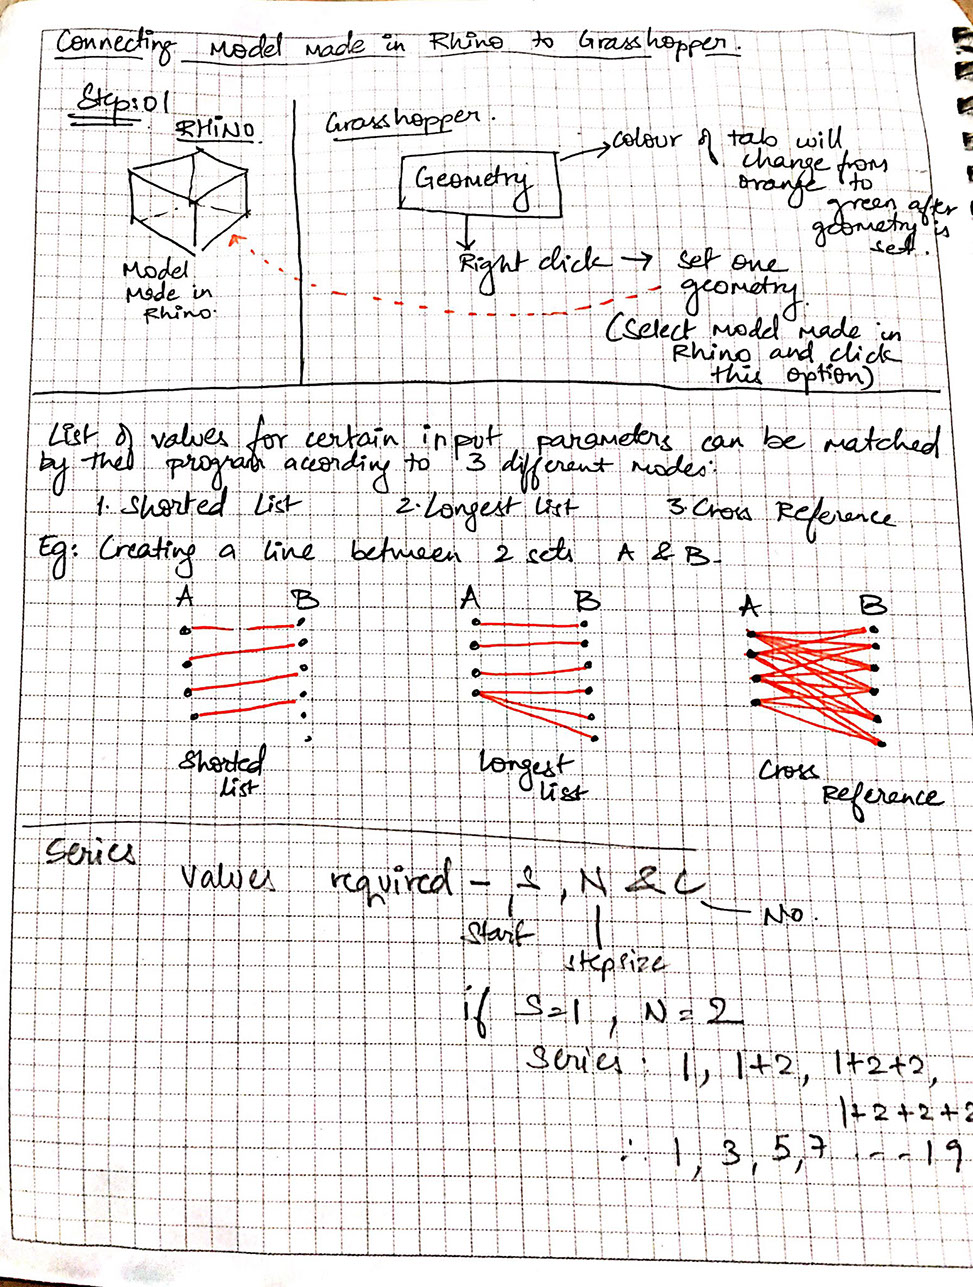 Connecting Model Made in Rhino to Grasshopper.
Step:01
RHINO
Model
Made in
Rhino.
Grasshopper.
Geometry
colour of tab will
change from
orange to
green after
geometry is
set.
Right click → set one
geometry.
(Select model made in
Rhino and click
this option)
List of values for certain input parameters can be matched
by the program acording to 3 different modes:
1. Shorted List 2. Longest list 3. Cross Reference
Eg: Creating a line between 2 sets A & B.
A B A B A B
Shorted
List
Longest
list
Cross
Reference
Series
Values required - S, N & C
No.
Start
stepsize
if S=1, N=2
Series: 1, 1+2, 1+2+2,
1+2+2+2
∴ 1, 3, 5, 7 --- 19